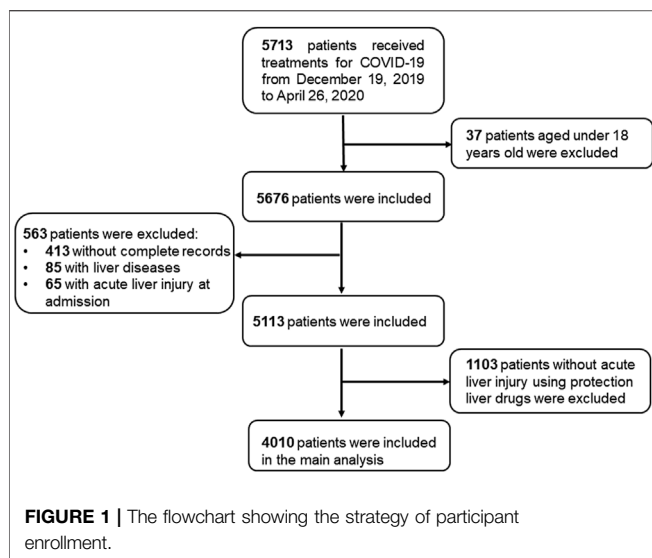 5713 patients received
treatments for COVID-19
from December 19, 2019
to April 26, 2020
37 patients aged under 18
years old were excluded
5676 patients were included
563 patients were excluded:
• 413 without complete records
• 85 with liver diseases
• 65 with acute liver injury at
admission
5113 patients were included
1103 patients without acute
liver injury using protection
liver drugs were excluded
4010 patients were included
in the main analysis
FIGURE 1 | The flowchart showing the strategy of participant
enrollment.